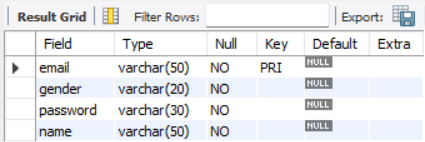 Result Grid Filter Rows: Export:
Field Type Null Key Default Extra
email varchar(50) NO PRI NULL
gender varchar(20) NO NULL
password varchar(30) NO NULL
name varchar(50) NO NULL